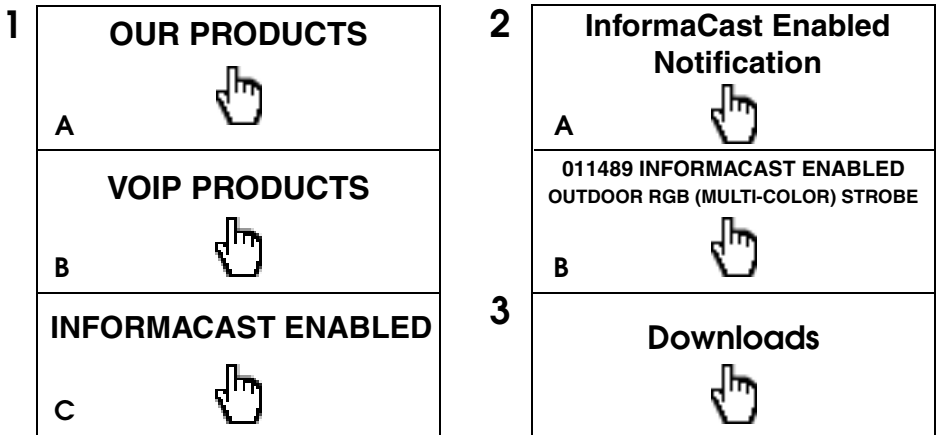 1
OUR PRODUCTS
A
VOIP PRODUCTS
B
INFORMACAST ENABLED
C
2
InformaCast Enabled
Notification
A
011489 INFORMACAST ENABLED
OUTDOOR RGB (MULTI-COLOR) STROBE
B
3
Downloads